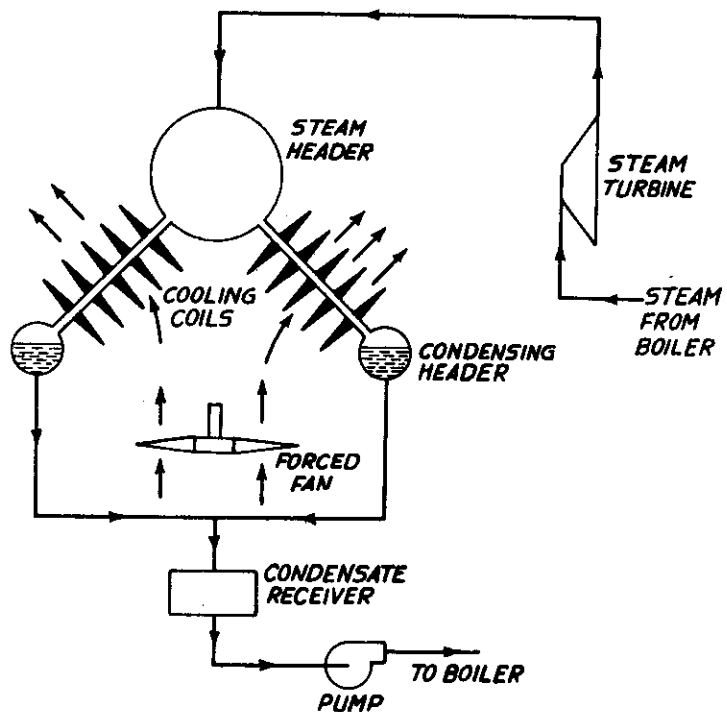 STEAM
HEADER
STEAM
TURBINE
COOLING
COILS
STEAM
FROM
BOILER
CONDENSING
HEADER
FORCED
FAN
CONDENSATE
RECEIVER
TO BOILER
PUMP